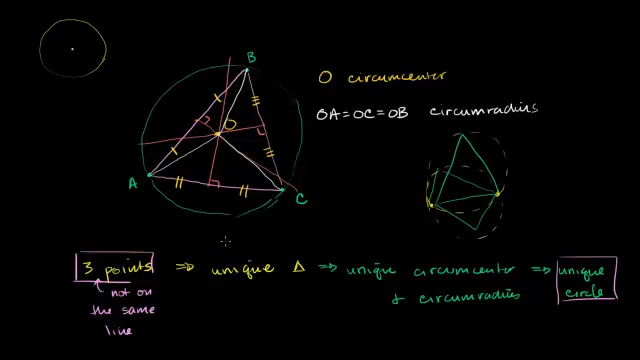 B
O circumcenter
O
OA=OC=OB circumradius
A
C
3 points ⇒ unique Δ ⇒ unique circumcenter ⇒ unique
+ circumradius circle
not on
the same
line